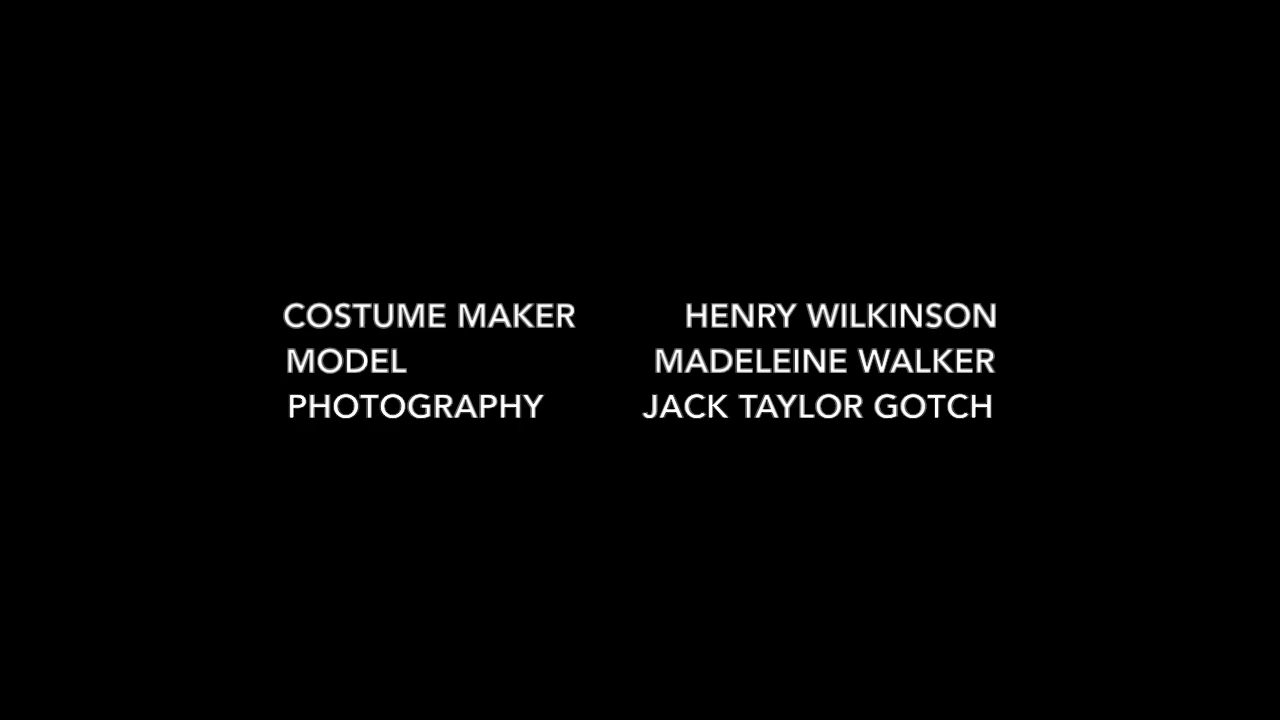 COSTUME MAKER HENRY WILKINSON
MODEL MADELEINE WALKER
PHOTOGRAPHY JACK TAYLOR GOTCH